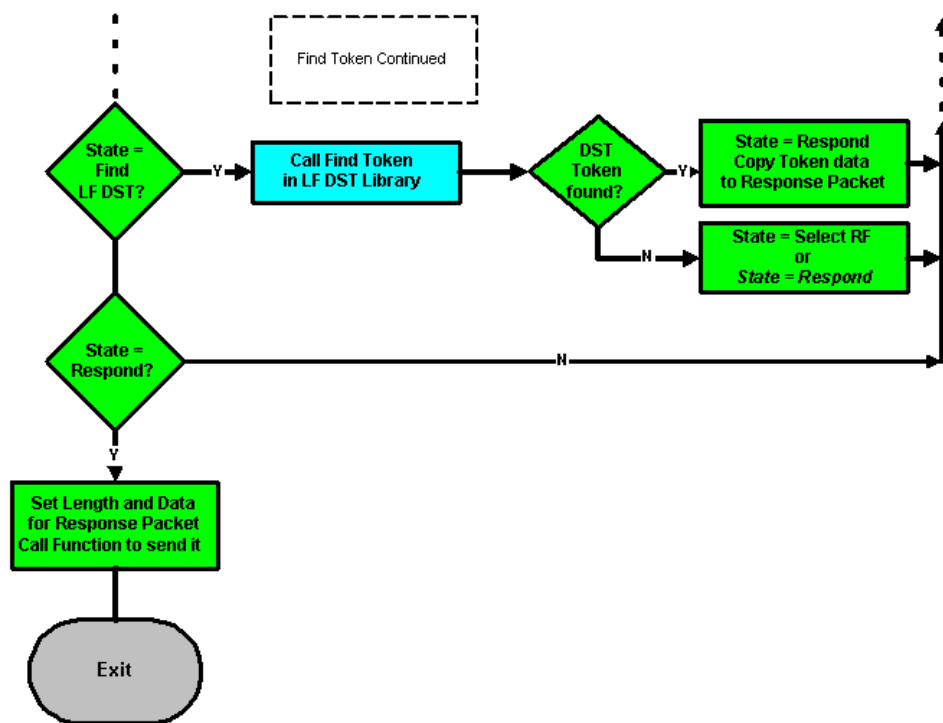 Find Token Continued
State =
Find
LF DST?
Y
Call Find Token
in LF DST Library
DST
Token
found?
Y
State = Respond
Copy Token data
to Response Packet
N
State = Select RF
or
State = Respond
State =
Respond?
N
Y
Set Length and Data
for Response Packet
Call Function to send it
Exit